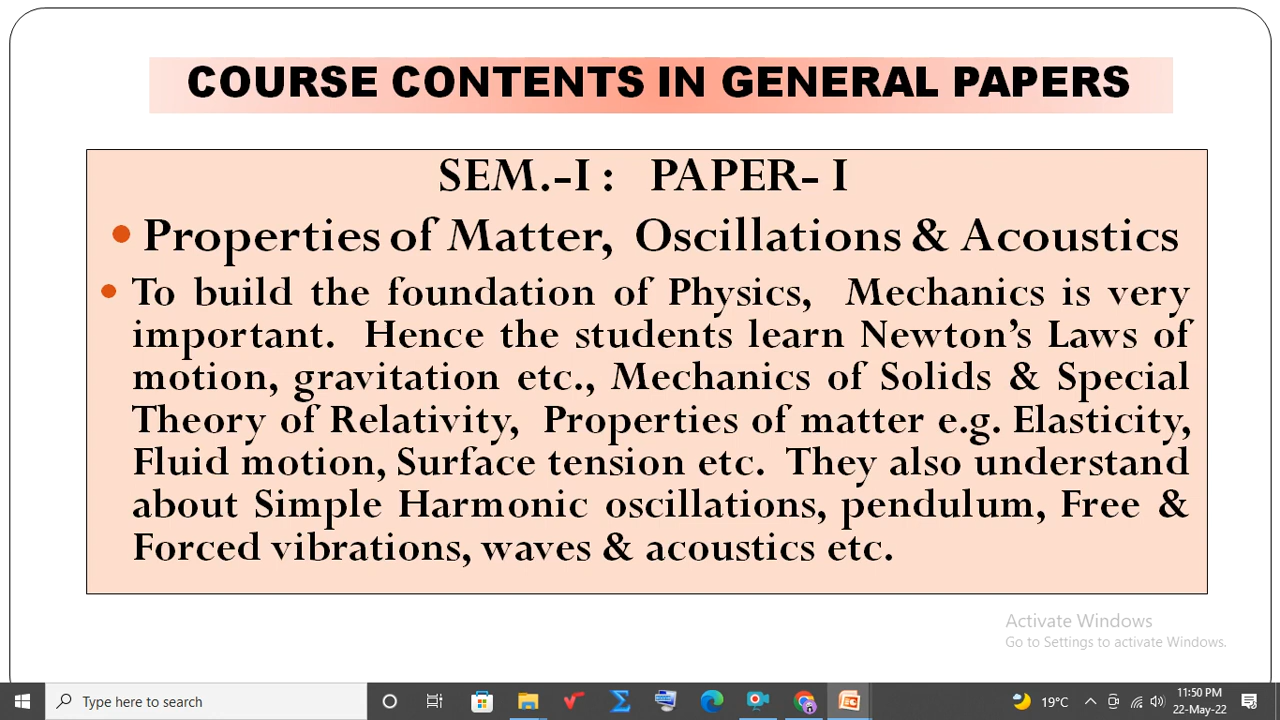 COURSE CONTENTS IN GENERAL PAPERS
SEM.-I : PAPER- I
• Properties of Matter, Oscillations & Acoustics
• To build the foundation of Physics, Mechanics is very
important. Hence the students learn Newton's Laws of
motion, gravitation etc., Mechanics of Solids & Special
Theory of Relativity, Properties of matter e.g. Elasticity,
Fluid motion, Surface tension etc. They also understand
about Simple Harmonic oscillations, pendulum, Free &
Forced vibrations, waves & acoustics etc.
Activate Windows
Go to Settings to activate Windows.
Type here to search
19°C
11:50 PM
22-May-22